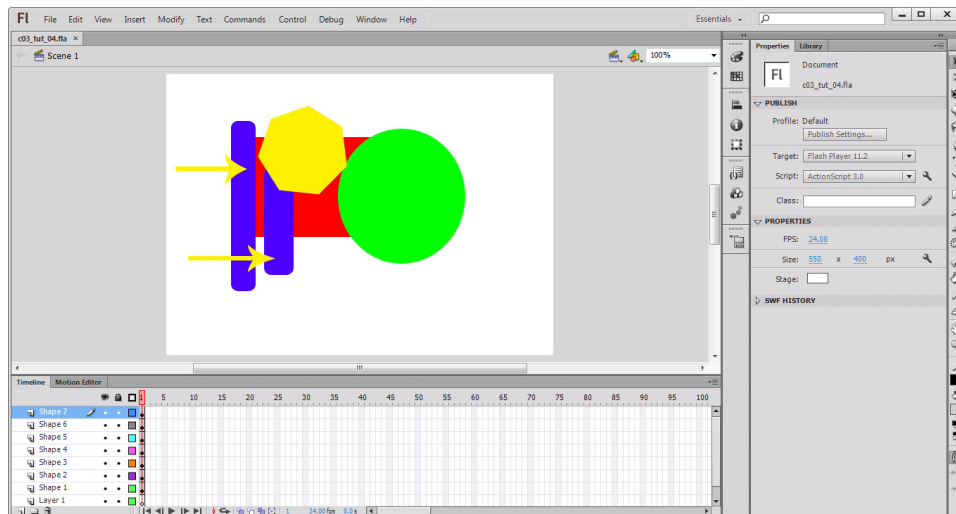 Fl File Edit View Insert Modify Text Commands Control Debug Window Help Essentials
c03_tut_04.fla ×
Scene 1 100%
Properties Library
Fl Document
c03_tut_04.fla
PUBLISH
Profile: Default
Publish Settings...
Target: Flash Player 11.2
Script: ActionScript 3.0
Class:
PROPERTIES
FPS: 24.00
Size: 550 x 400 px
Stage:
SWF HISTORY
Timeline Motion Editor
1 5 10 15 20 25 30 35 40 45 50 55 60 65 70 75 80 85 90 95 100
Shape 7
Shape 6
Shape 5
Shape 4
Shape 3
Shape 2
Shape 1
Layer 1
1 24.00 fps 0.0 s